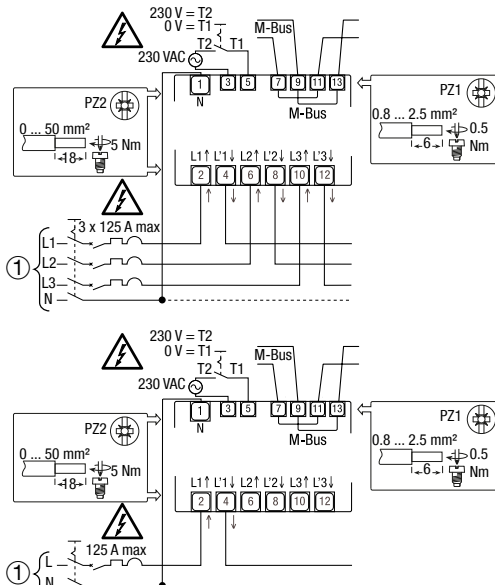 230 V = T2
0 V = T1
T2 T1
230 VAC
M-Bus
1 3 5 7 9 11 13
N
M-Bus
PZ2
0 ... 50 mm²
18
5 Nm
PZ1
0.8 ... 2.5 mm²
6
0.5 Nm
L1↑ L'1↓ L2↑ L'2↓ L3↑ L'3↓
2 4 6 8 10 12
3 x 125 A max
① L1
L2
L3
N
230 V = T2
0 V = T1
T2 T1
230 VAC
M-Bus
1 3 5 7 9 11 13
N
M-Bus
PZ2
0 ... 50 mm²
18
5 Nm
PZ1
0.8 ... 2.5 mm²
6
0.5 Nm
L1↑ L'1↓ L2↑ L'2↓ L3↑ L'3↓
2 4 6 8 10 12
125 A max
① L
N